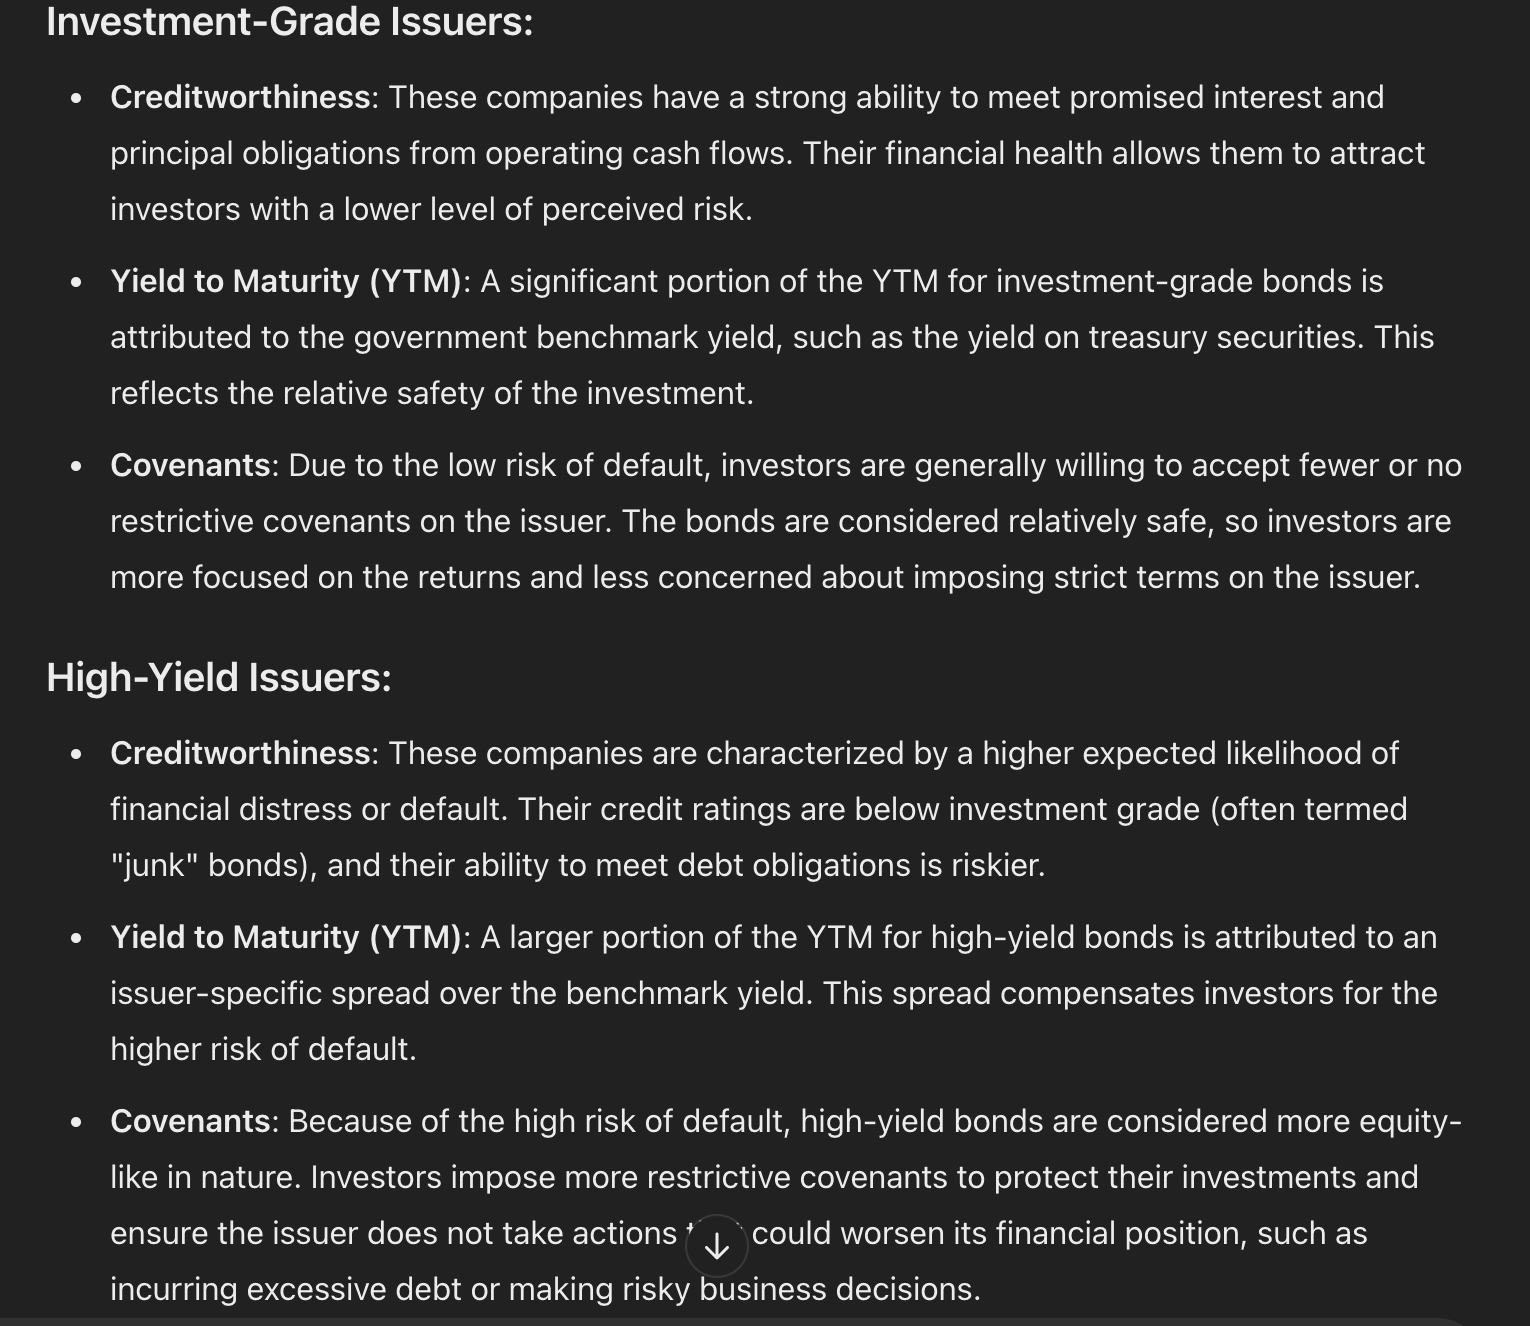 Investment-Grade Issuers:
• Creditworthiness: These companies have a strong ability to meet promised interest and
principal obligations from operating cash flows. Their financial health allows them to attract
investors with a lower level of perceived risk.
• Yield to Maturity (YTM): A significant portion of the YTM for investment-grade bonds is
attributed to the government benchmark yield, such as the yield on treasury securities. This
reflects the relative safety of the investment.
• Covenants: Due to the low risk of default, investors are generally willing to accept fewer or no
restrictive covenants on the issuer. The bonds are considered relatively safe, so investors are
more focused on the returns and less concerned about imposing strict terms on the issuer.
High-Yield Issuers:
• Creditworthiness: These companies are characterized by a higher expected likelihood of
financial distress or default. Their credit ratings are below investment grade (often termed
"junk" bonds), and their ability to meet debt obligations is riskier.
• Yield to Maturity (YTM): A larger portion of the YTM for high-yield bonds is attributed to an
issuer-specific spread over the benchmark yield. This spread compensates investors for the
higher risk of default.
• Covenants: Because of the high risk of default, high-yield bonds are considered more equity-
like in nature. Investors impose more restrictive covenants to protect their investments and
ensure the issuer does not take actions could worsen its financial position, such as
incurring excessive debt or making risky business decisions.